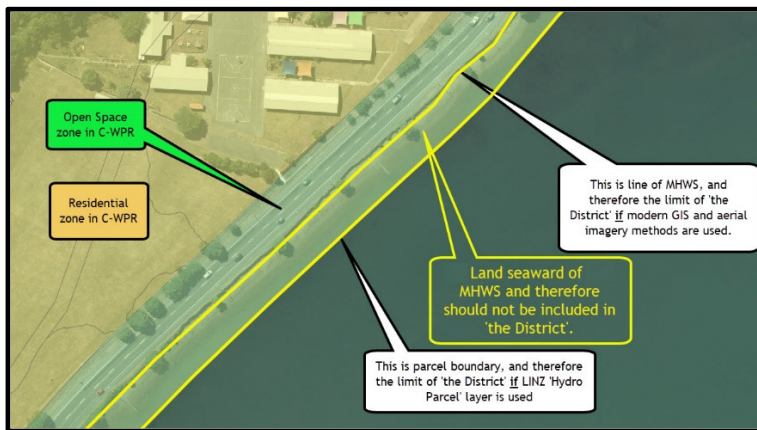 Open Space
zone in C-WPR
Residential
zone in C-WPR
This is line of MHWS, and
therefore the limit of 'the
District' if modern GIS and aerial
imagery methods are used.
Land seaward of
MHWS and therefore
should not be included in
'the District'.
This is parcel boundary, and therefore
the limit of 'the District' if LINZ 'Hydro
Parcel' layer is used